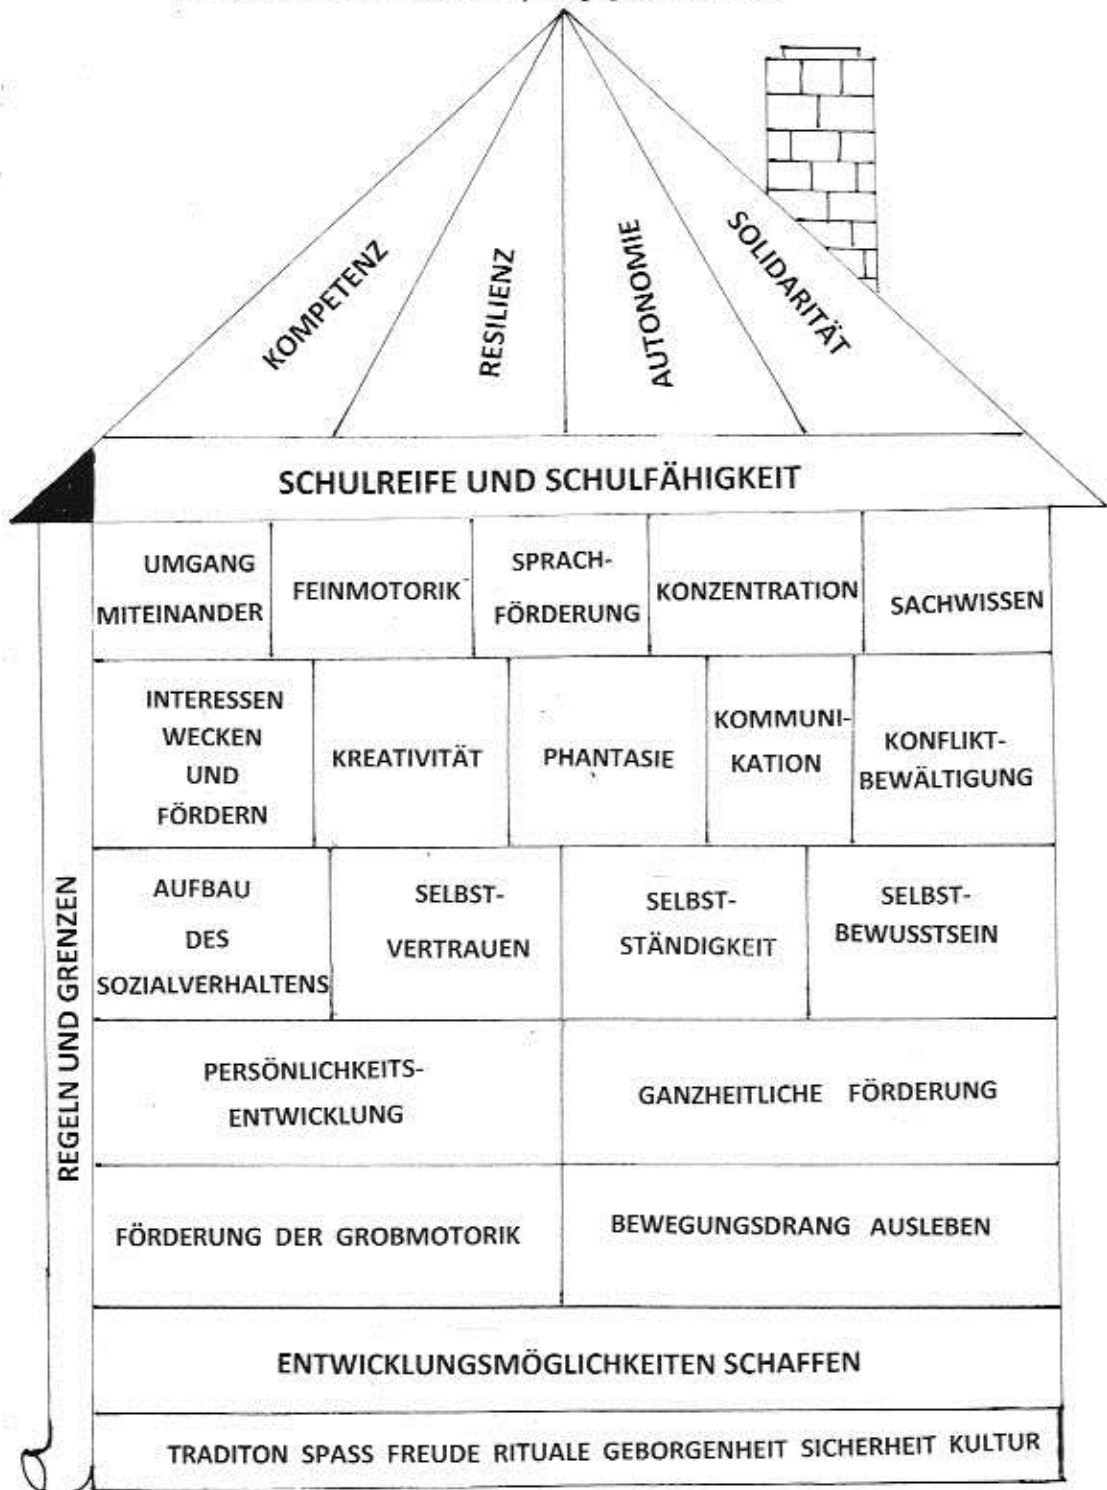 KOMPETENZ
RESILIENZ
AUTONOMIE
SOLIDARITÄT
SCHULREIFE UND SCHULFÄHIGKEIT
UMGANG
MITEINANDER
FEINMOTORIK
SPRACH-
FÖRDERUNG
KONZENTRATION
SACHWISSEN
INTERESSEN
WECKEN
UND
FÖRDERN
KREATIVITÄT
PHANTASIE
KOMMUNI-
KATION
KONFLIKT-
BEWÄLTIGUNG
AUFBAU
DES
SOZIALVERHALTENS
SELBST-
VERTRAUEN
SELBST-
STÄNDIGKEIT
SELBST-
BEWUSSTSEIN
REGELN UND GRENZEN
PERSÖNLICHKEITS-
ENTWICKLUNG
GANZHEITLICHE FÖRDERUNG
FÖRDERUNG DER GROBMOTORIK
BEWEGUNGSDRANG AUSLEBEN
ENTWICKLUNGSMÖGLICHKEITEN SCHAFFEN
TRADITON SPASS FREUDE RITUALE GEBORGENHEIT SICHERHEIT KULTUR